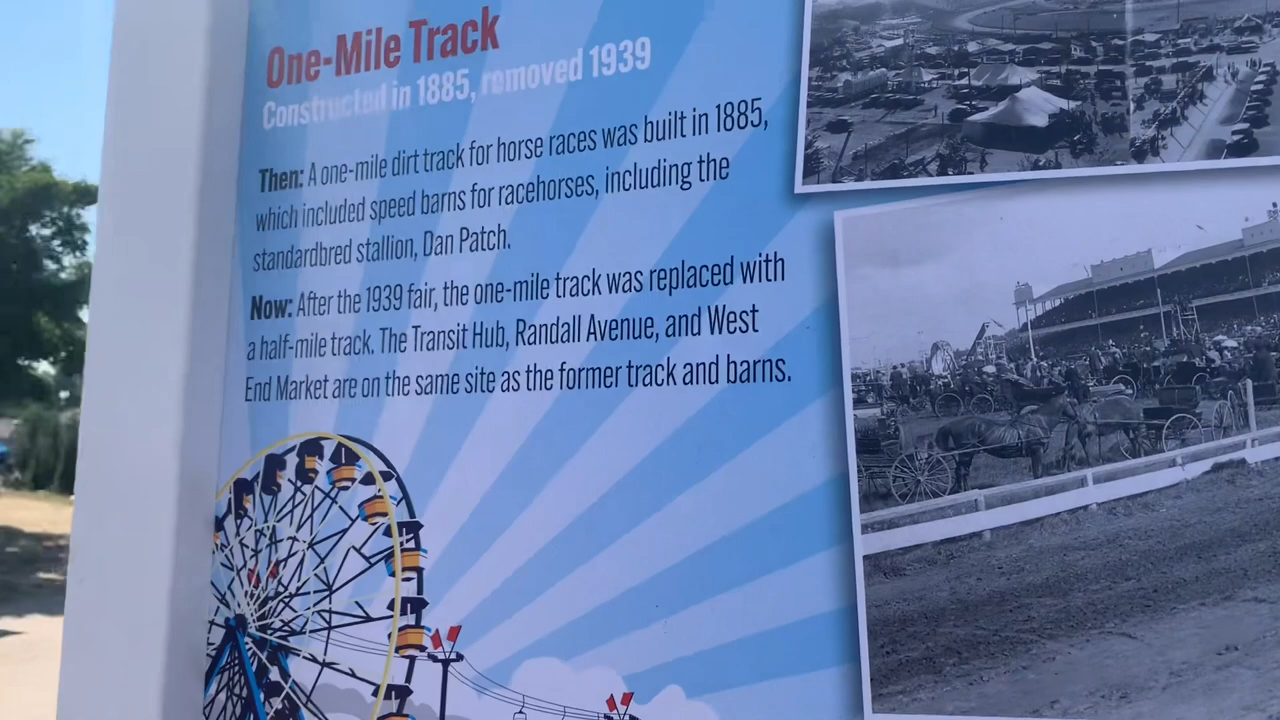 One-Mile Track
Constructed in 1885, removed 1939
Then: A one-mile dirt track for horse races was built in 1885,
which included speed barns for racehorses, including the
standardbred stallion, Dan Patch.
Now: After the 1939 fair, the one-mile track was replaced with
a half-mile track. The Transit Hub, Randall Avenue, and West
End Market are on the same site as the former track and barns.